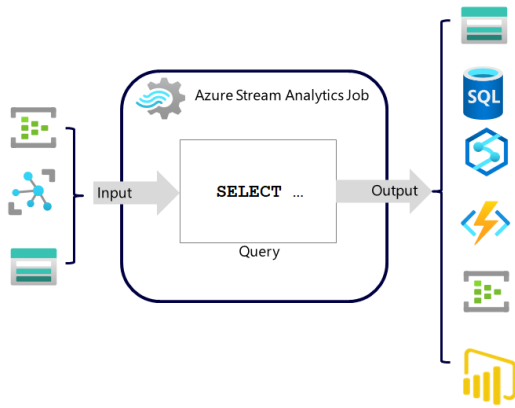 Azure Stream Analytics Job
SQL
Input
SELECT ...
Output
Query